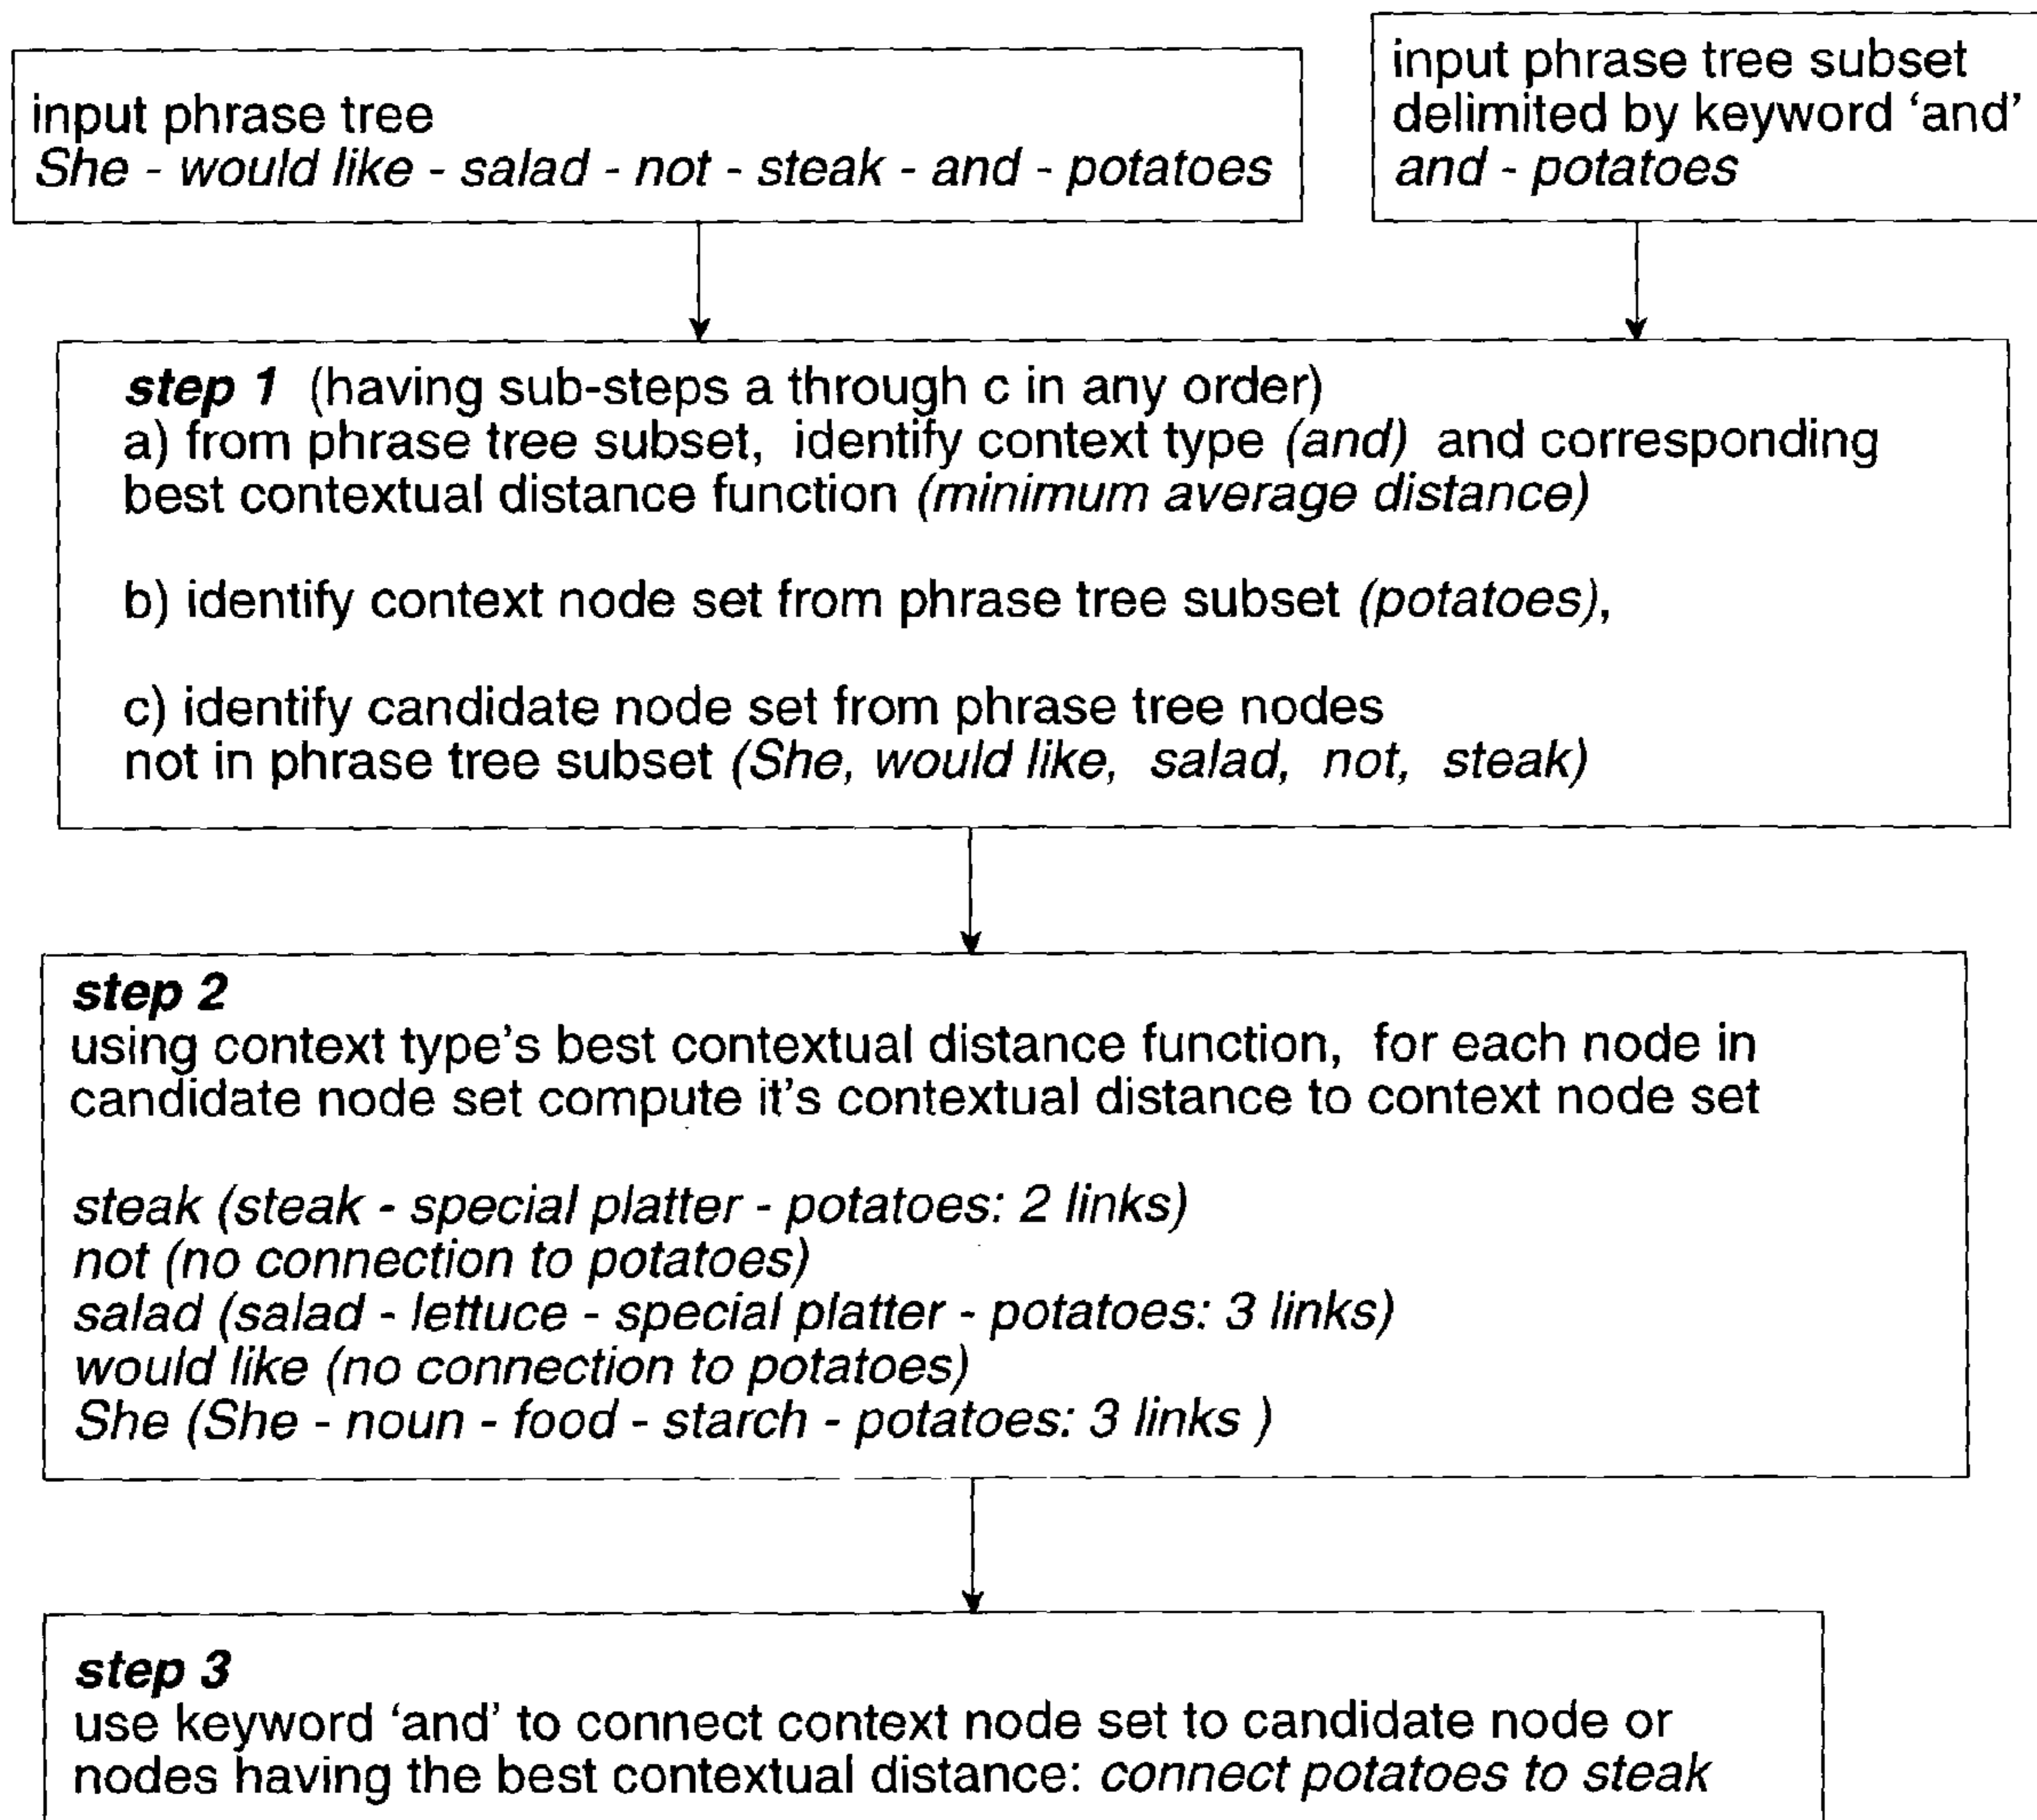 input phrase tree
She - would like - salad - not - steak - and - potatoes
input phrase tree subset
delimited by keyword ‘and’
and - potatoes
step 1 (having sub-steps a through c in any order)
a) from phrase tree subset, identify context type (and) and corresponding
best contextual distance function (minimum average distance)
b) identify context node set from phrase tree subset (potatoes),
c) identify candidate node set from phrase tree nodes
not in phrase tree subset (She, would like, salad, not, steak)
step 2
using context type’s best contextual distance function, for each node in
candidate node set compute it’s contextual distance to context node set
steak (steak - special platter - potatoes: 2 links)
not (no connection to potatoes)
salad (salad - lettuce - special platter - potatoes: 3 links)
would like (no connection to potatoes)
She (She - noun - food - starch - potatoes: 3 links )
step 3
use keyword ‘and’ to connect context node set to candidate node or
nodes having the best contextual distance: connect potatoes to steak